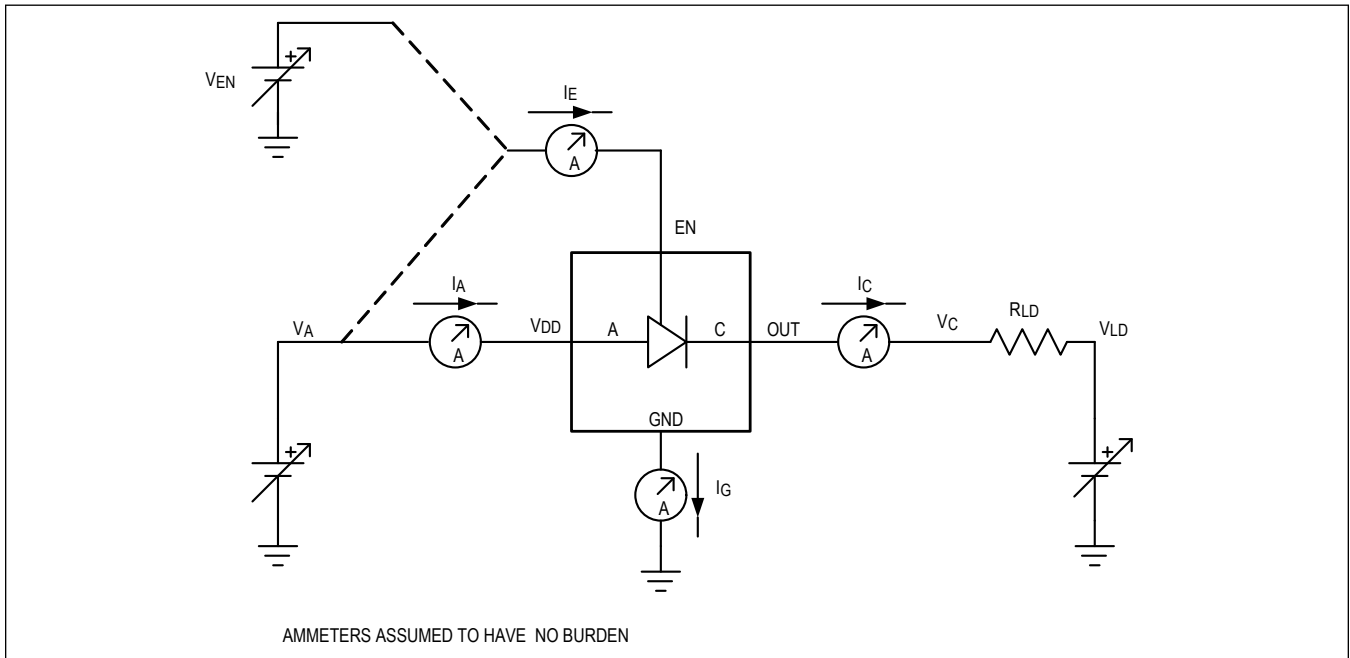 +
VEN
IE
A
EN
IA
IC
VA
VDD
A
C
OUT
VC
RLD
VLD
A
A
GND
+
+
IG
A
AMMETERS ASSUMED TO HAVE NO BURDEN